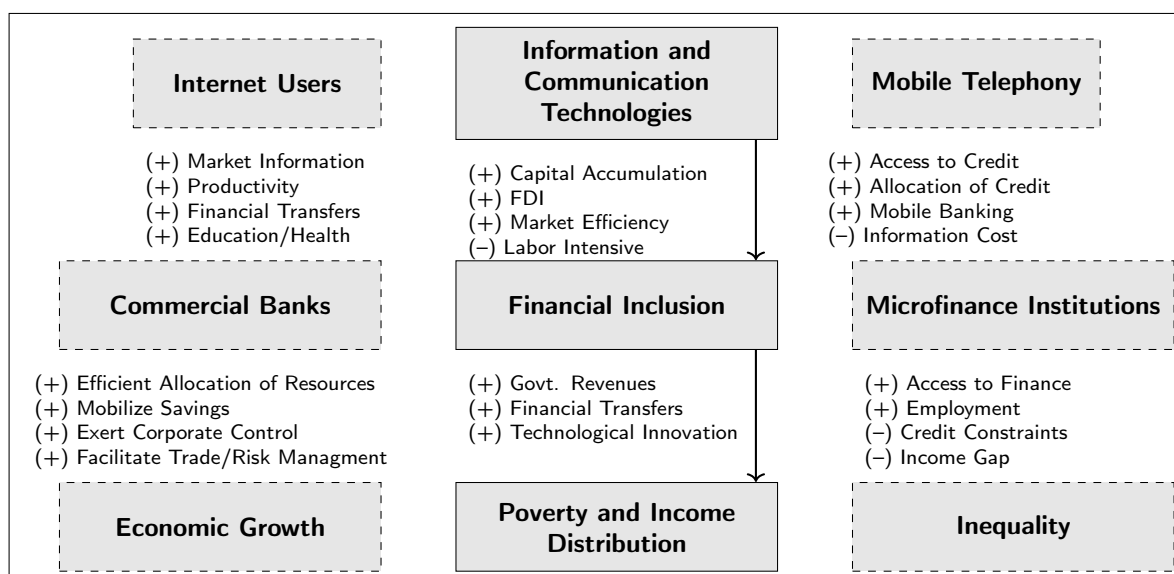 Internet Users
Information and
Communication
Technologies
Mobile Telephony
(+) Market Information
(+) Productivity
(+) Financial Transfers
(+) Education/Health
(+) Capital Accumulation
(+) FDI
(+) Market Efficiency
(–) Labor Intensive
(+) Access to Credit
(+) Allocation of Credit
(+) Mobile Banking
(–) Information Cost
Commercial Banks
Financial Inclusion
Microfinance Institutions
(+) Efficient Allocation of Resources
(+) Mobilize Savings
(+) Exert Corporate Control
(+) Facilitate Trade/Risk Managment
(+) Govt. Revenues
(+) Financial Transfers
(+) Technological Innovation
(+) Access to Finance
(+) Employment
(–) Credit Constraints
(–) Income Gap
Economic Growth
Poverty and Income
Distribution
Inequality